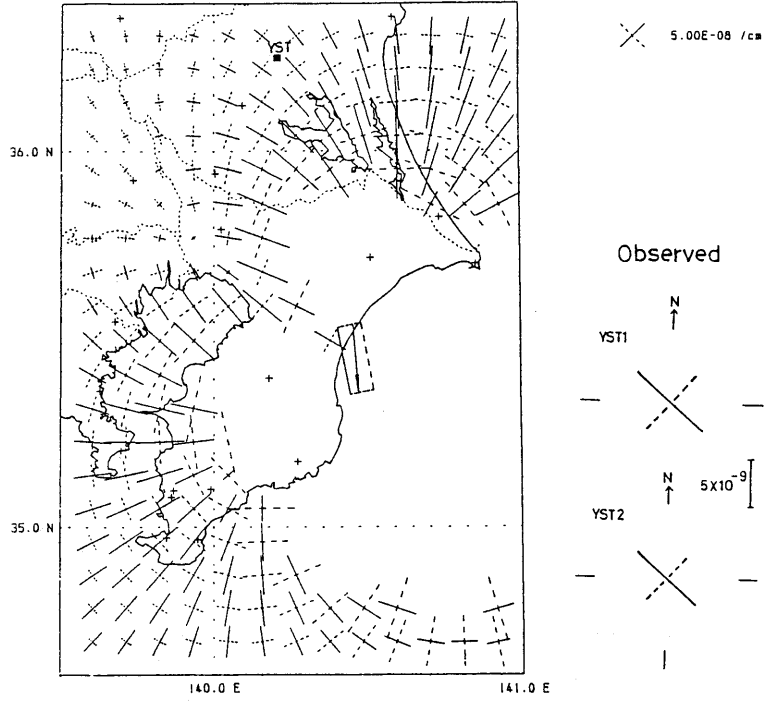 YST
5.00E-08 /cm
36.0 N
Observed
N
YST1
N
5X10⁻⁹
YST2
35.0 N
140.0 E
141.0 E